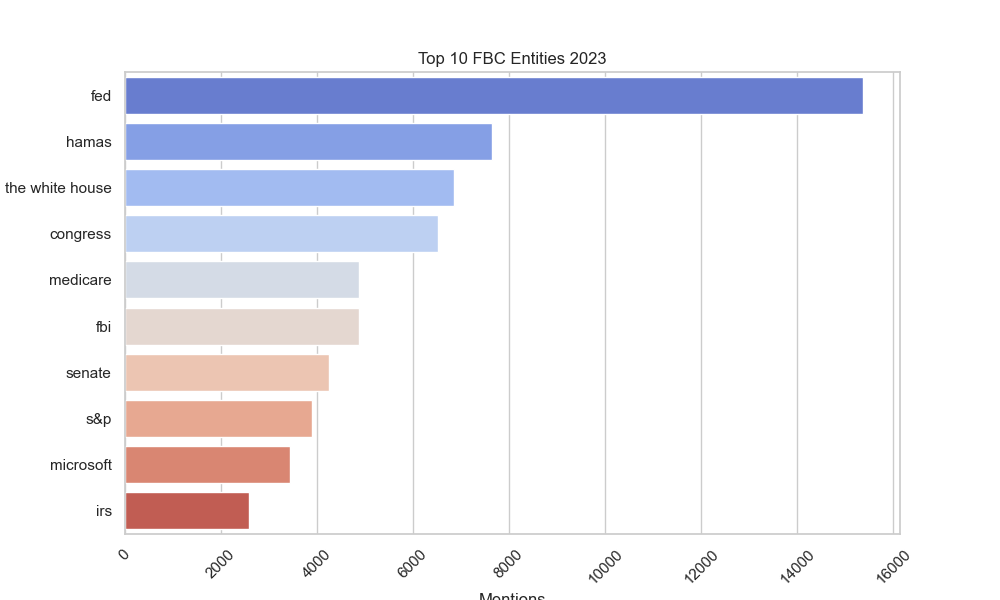 Top 10 FBC Entities 2023
fed
hamas
the white house
congress
medicare
fbi
senate
s&p
microsoft
irs
0
2000
4000
6000
8000
10000
12000
14000
16000
Mentions